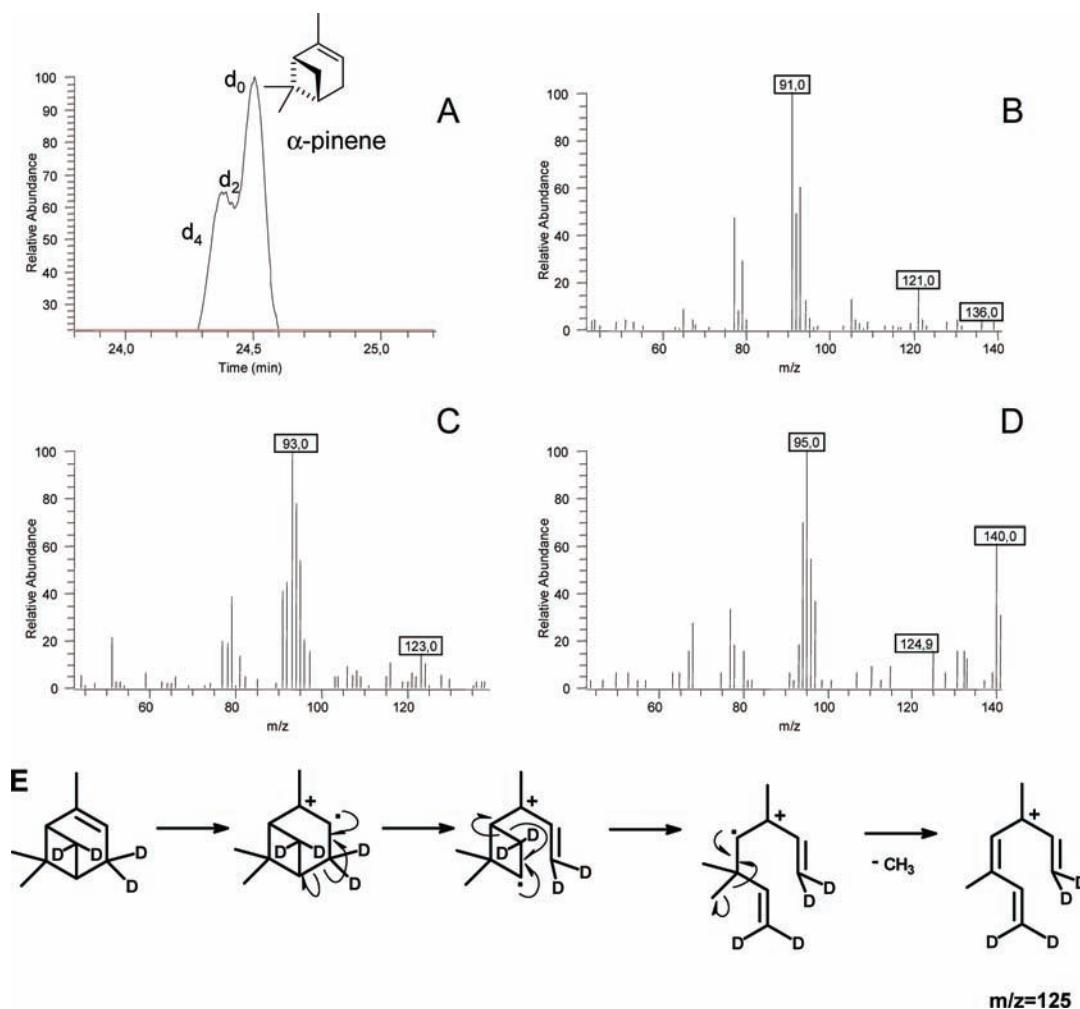 A
d0
α-pinene
d2
d4
Relative Abundance
100
90
80
70
60
50
40
30
24,0 24,5 25,0
Time (min)
B
91,0
121,0
136,0
Relative Abundance
100
80
60
40
20
0
60 80 100 120 140
m/z
C
93,0
123,0
Relative Abundance
100
80
60
40
20
0
60 80 100 120
m/z
D
95,0
140,0
124,9
Relative Abundance
100
80
60
40
20
0
60 80 100 120 140
m/z
E
D D D D
+
D D D D
+
D D D D
+
D D D D
- CH3
+
D D D D
m/z=125